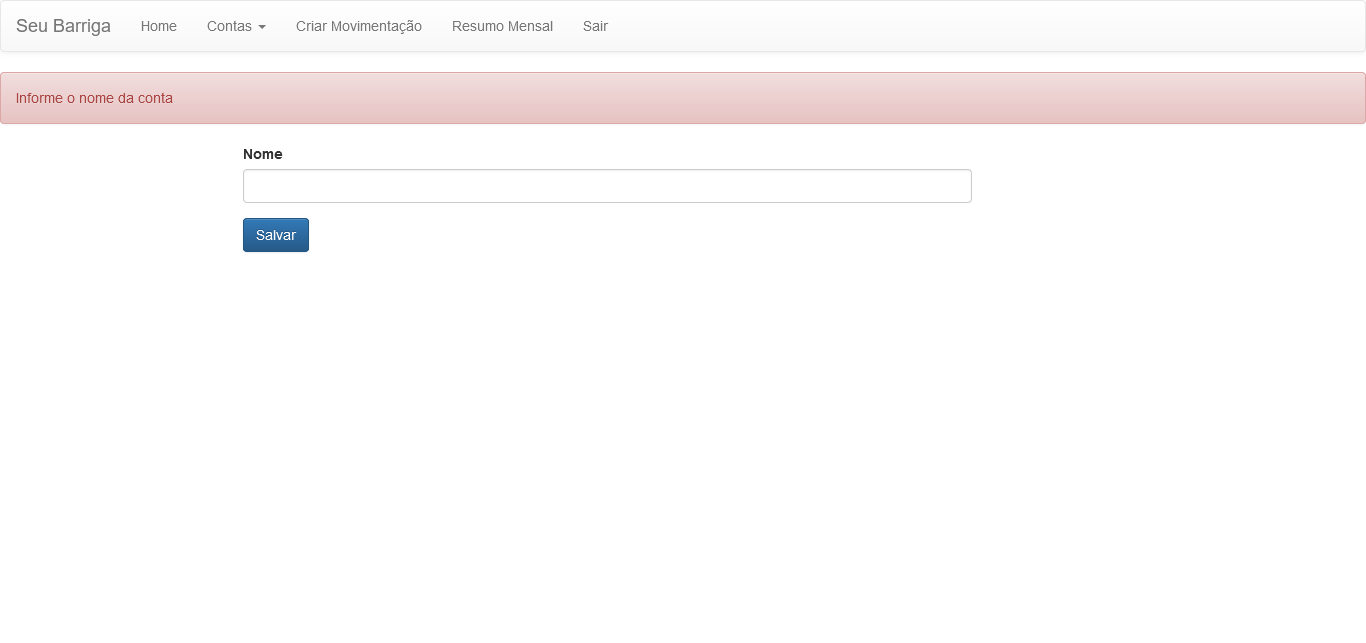 Seu Barriga Home Contas Criar Movimentação Resumo Mensal Sair
Informe o nome da conta
Nome
Salvar